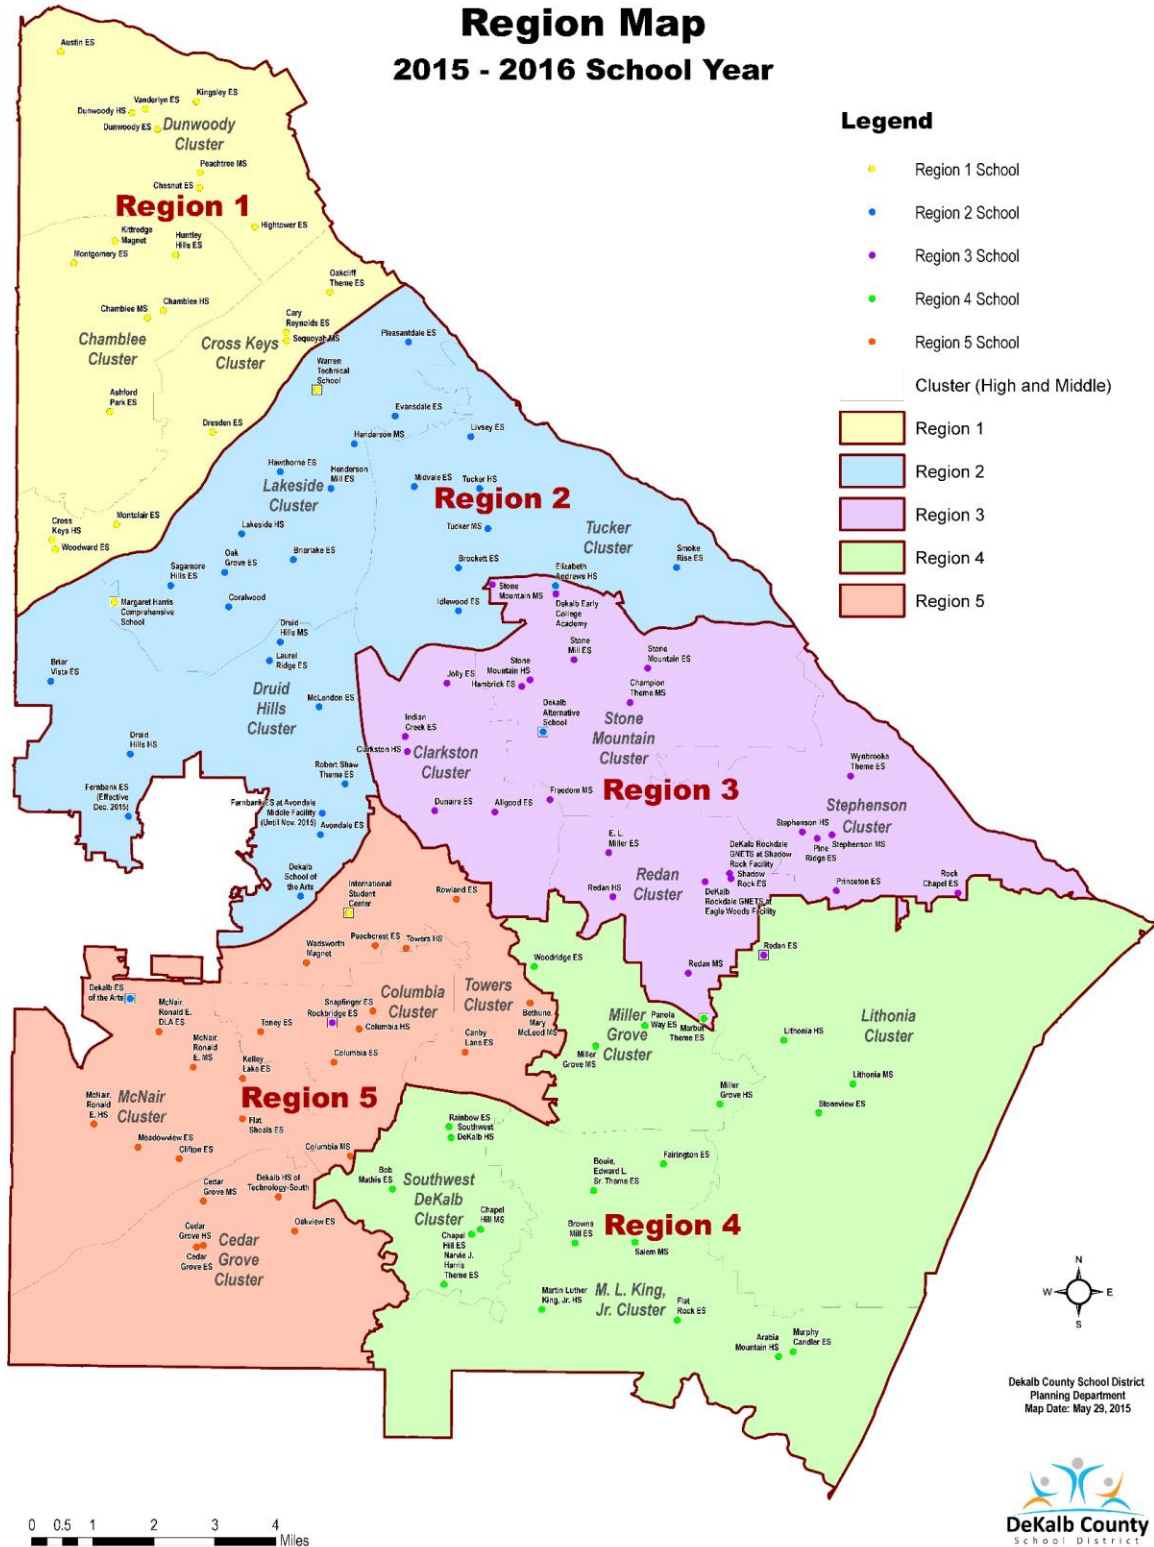 Region Map
2015 - 2016 School Year
Legend
Region 1 School
Region 2 School
Region 3 School
Region 4 School
Region 5 School
Cluster (High and Middle)
Region 1
Region 2
Region 3
Region 4
Region 5
Austin ES
Kingsley ES
Vanderlyn ES
Dunwoody HS
Dunwoody ES
Dunwoody
Cluster
Peachtree MS
Chesnut ES
Region 1
Hightower ES
Kittredge
Magnet
Huntley
Hills ES
Montgomery ES
Oakcliff
Theme ES
Chamblee HS
Chamblee MS
Cary
Reynolds ES
Sequoyah MS
Chamblee
Cluster
Cross Keys
Cluster
Ashford
Park ES
Dresden ES
Cross
Keys HS
Montclair ES
Woodward ES
Pleasantdale ES
Warren
Technical
School
Evansdale ES
Livsey ES
Henderson MS
Hawthorne ES
Henderson
Mill ES
Lakeside
Cluster
Midvale ES
Tucker HS
Region 2
Lakeside HS
Tucker MS
Tucker
Cluster
Oak
Grove ES
Briarlake ES
Brockett ES
Smoke
Rise ES
Sagamore
Hills ES
Elizabeth
Andrews HS
Coralwood
Margaret Harris
Comprehensive
School
Idlewood ES
Druid
Hills MS
Laurel
Ridge ES
Briar
Vista ES
Druid
Hills
Cluster
McLendon ES
Druid
Hills HS
Robert Shaw
Theme ES
Fernbank ES
(Effective
Dec. 2015)
Fernbank ES at Avondale
Middle Facility
(Until Nov. 2015)
Avondale ES
Dekalb
School of
the Arts
Stone
Mountain MS
Dekalb Early
College
Academy
Stone
Mill ES
Stone
Mountain ES
Stone
Mountain HS
Hambrick ES
Jolly ES
Champion
Theme MS
Dekalb
Alternative
School
Indian
Creek ES
Clarkston HS
Clarkston
Cluster
Stone
Mountain
Cluster
Wynbrooke
Theme ES
Region 3
Freedom MS
Dunaire ES
Allgood ES
Stephenson
Cluster
Stephenson HS
Pine
Ridge ES
Stephenson MS
E. L.
Miller ES
DeKalb Rockdale
GNETS at Shadow
Rock Facility
Shadow
Rock ES
Redan
Cluster
Redan HS
DeKalb
Rockdale GNETS at
Eagle Woods Facility
Princeton ES
Rock
Chapel ES
Redan MS
Redan ES
International
Student
Center
Rowland ES
Wadsworth
Magnet
Peachcrest ES
Towers HS
Dekalb ES
of the Arts
McNair,
Ronald E.
DLA ES
Snapfinger ES
Rockbridge ES
Columbia
Cluster
Towers
Cluster
Bethune,
Mary
McLeod MS
Toney ES
Columbia HS
Canby
Lane ES
McNair,
Ronald
E. MS
Kelley
Lake ES
Columbia ES
Region 5
McNair
Cluster
McNair,
Ronald
E. HS
Flat
Shoals ES
Meadowview ES
Clifton ES
Columbia MS
Cedar
Grove MS
Dekalb HS of
Technology-South
Oakview ES
Cedar
Grove HS
Cedar
Grove ES
Cedar
Grove
Cluster
Woodridge ES
Miller
Grove
Cluster
Panola
Way ES
Marbut
Theme ES
Miller
Grove MS
Lithonia
Cluster
Lithonia HS
Lithonia MS
Miller
Grove HS
Stoneview ES
Rainbow ES
Southwest
DeKalb HS
Bob
Mathis ES
Southwest
DeKalb
Cluster
Bouie,
Edward L.
Sr. Theme ES
Fairington ES
Chapel
Hill MS
Chapel
Hill ES
Narvie J.
Harris
Theme ES
Browns
Mill ES
Region 4
Salem MS
Martin Luther
King, Jr. HS
M. L. King,
Jr. Cluster
Flat
Rock ES
Arabia
Mountain HS
Murphy
Candler ES
N
W
E
S
Dekalb County School District
Planning Department
Map Date: May 29, 2015
DeKalb County
School District
0 0.5 1 2 3 4
Miles